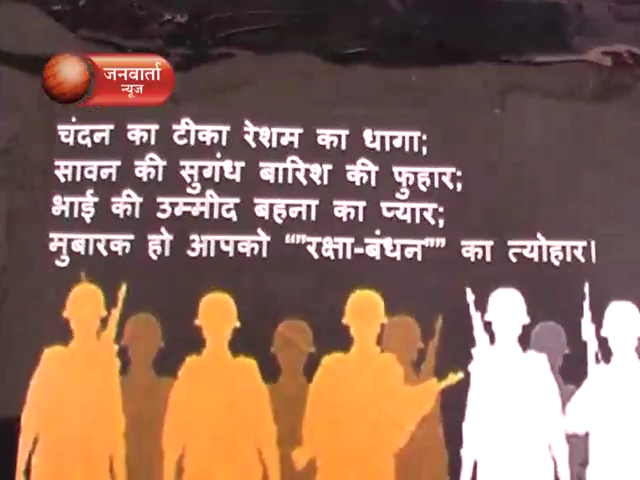 जनवार्ता
न्यूज
चंदन का टीका रेशम का धागा;
सावन की सुगंध बारिश की फुहार;
भाई की उम्मीद बहना का प्यार;
मुबारक हो आपको “”रक्षा-बंधन”” का त्योहार।